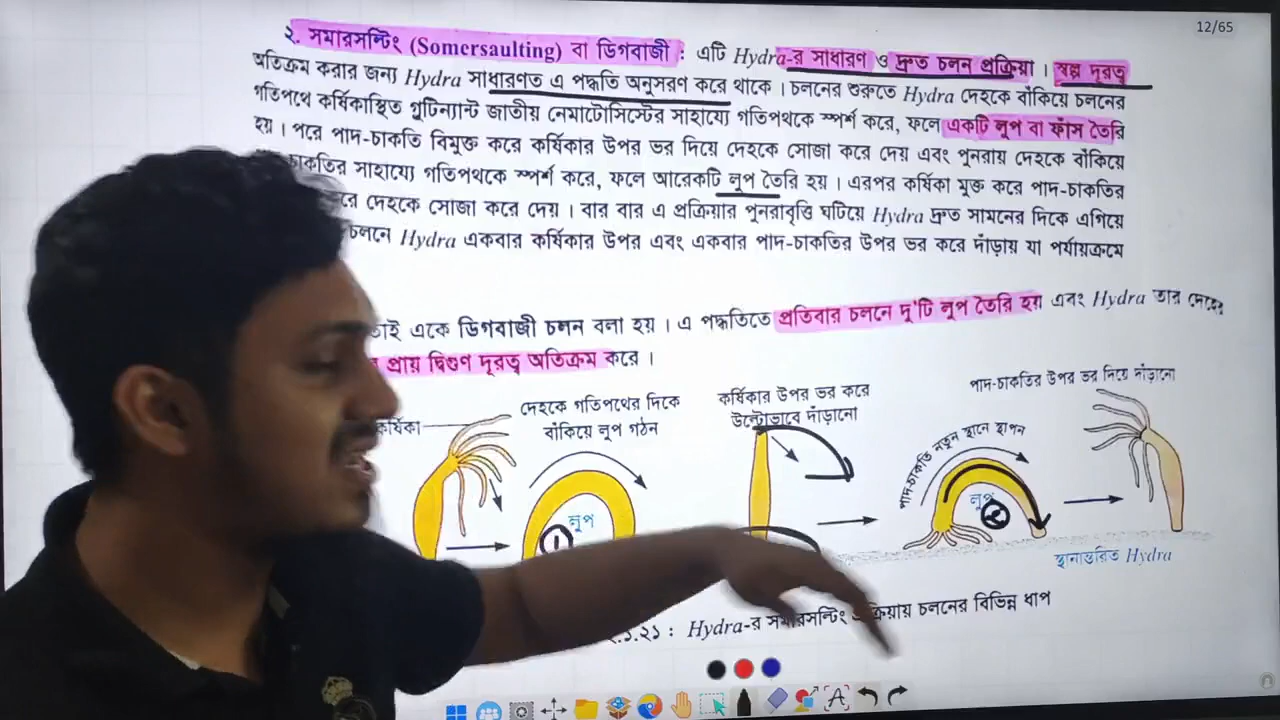 12/65
২. সমারসল্টিং (Somersaulting) বা ডিগবাজী : এটি Hydra-র সাধারণ ও দ্রুত চলন প্রক্রিয়া । স্বল্প দূরত্ব
অতিক্রম করার জন্য Hydra সাধারণত এ পদ্ধতি অনুসরণ করে থাকে । চলনের শুরুতে Hydra দেহকে বাঁকিয়ে চলনের
গতিপথে কর্ষিকাস্থিত গ্লুটিন্যান্ট জাতীয় নেমাটোসিস্টের সাহায্যে গতিপথকে স্পর্শ করে, ফলে একটি লুপ বা ফাঁস তৈরি
হয় । পরে পাদ-চাকতি বিমুক্ত করে কর্ষিকার উপর ভর দিয়ে দেহকে সোজা করে দেয় এবং পুনরায় দেহকে বাঁকিয়ে
চাকতির সাহায্যে গতিপথকে স্পর্শ করে, ফলে আরেকটি লুপ তৈরি হয় । এরপর কর্ষিকা মুক্ত করে পাদ-চাকতির
রে দেহকে সোজা করে দেয় । বার বার এ প্রক্রিয়ার পুনরাবৃত্তি ঘটিয়ে Hydra দ্রুত সামনের দিকে এগিয়ে
চলনে Hydra একবার কর্ষিকার উপর এবং একবার পাদ-চাকতির উপর ভর করে দাঁড়ায় যা পর্যায়ক্রমে
তাই একে ডিগবাজী চলন বলা হয় । এ পদ্ধতিতে প্রতিবার চলনে দু'টি লুপ তৈরি হয় এবং Hydra তার দেহের
প্রায় দ্বিগুণ দূরত্ব অতিক্রম করে ।
কর্ষিকা
দেহকে গতিপথের দিকে
বাঁকিয়ে লুপ গঠন
কর্ষিকার উপর ভর করে
উল্টোভাবে দাঁড়ানো
পাদ-চাকতির উপর ভর দিয়ে দাঁড়ানো
পাদ-চাকতি নতুন স্থানে স্থাপন
লুপ
1
লুপ
2
স্থানান্তরিত Hydra
২.১.২১ : Hydra-র সমারসল্টিং প্রক্রিয়ায় চলনের বিভিন্ন ধাপ